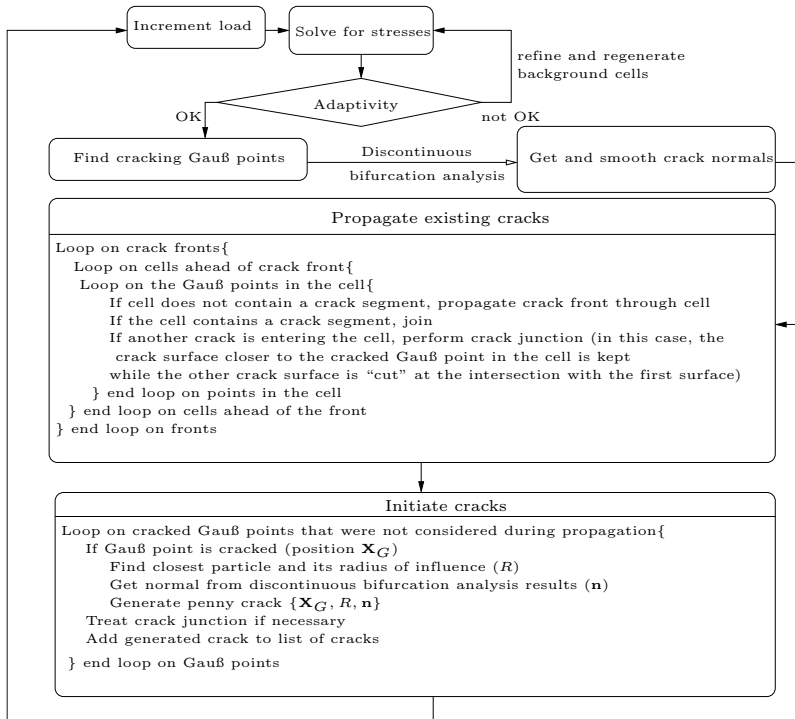 Increment load
Solve for stresses
refine and regenerate
background cells
Adaptivity
OK
not OK
Find cracking Gauß points
Discontinuous
bifurcation analysis
Get and smooth crack normals
Propagate existing cracks
Loop on crack fronts{
Loop on cells ahead of crack front{
Loop on the Gauß points in the cell{
If cell does not contain a crack segment, propagate crack front through cell
If the cell contains a crack segment, join
If another crack is entering the cell, perform crack junction (in this case, the
crack surface closer to the cracked Gauß point in the cell is kept
while the other crack surface is “cut” at the intersection with the first surface)
} end loop on points in the cell
} end loop on cells ahead of the front
} end loop on fronts
Initiate cracks
Loop on cracked Gauß points that were not considered during propagation{
If Gauß point is cracked (position X_G)
Find closest particle and its radius of influence (R)
Get normal from discontinuous bifurcation analysis results (n)
Generate penny crack {X_G, R, n}
Treat crack junction if necessary
Add generated crack to list of cracks
} end loop on Gauß points